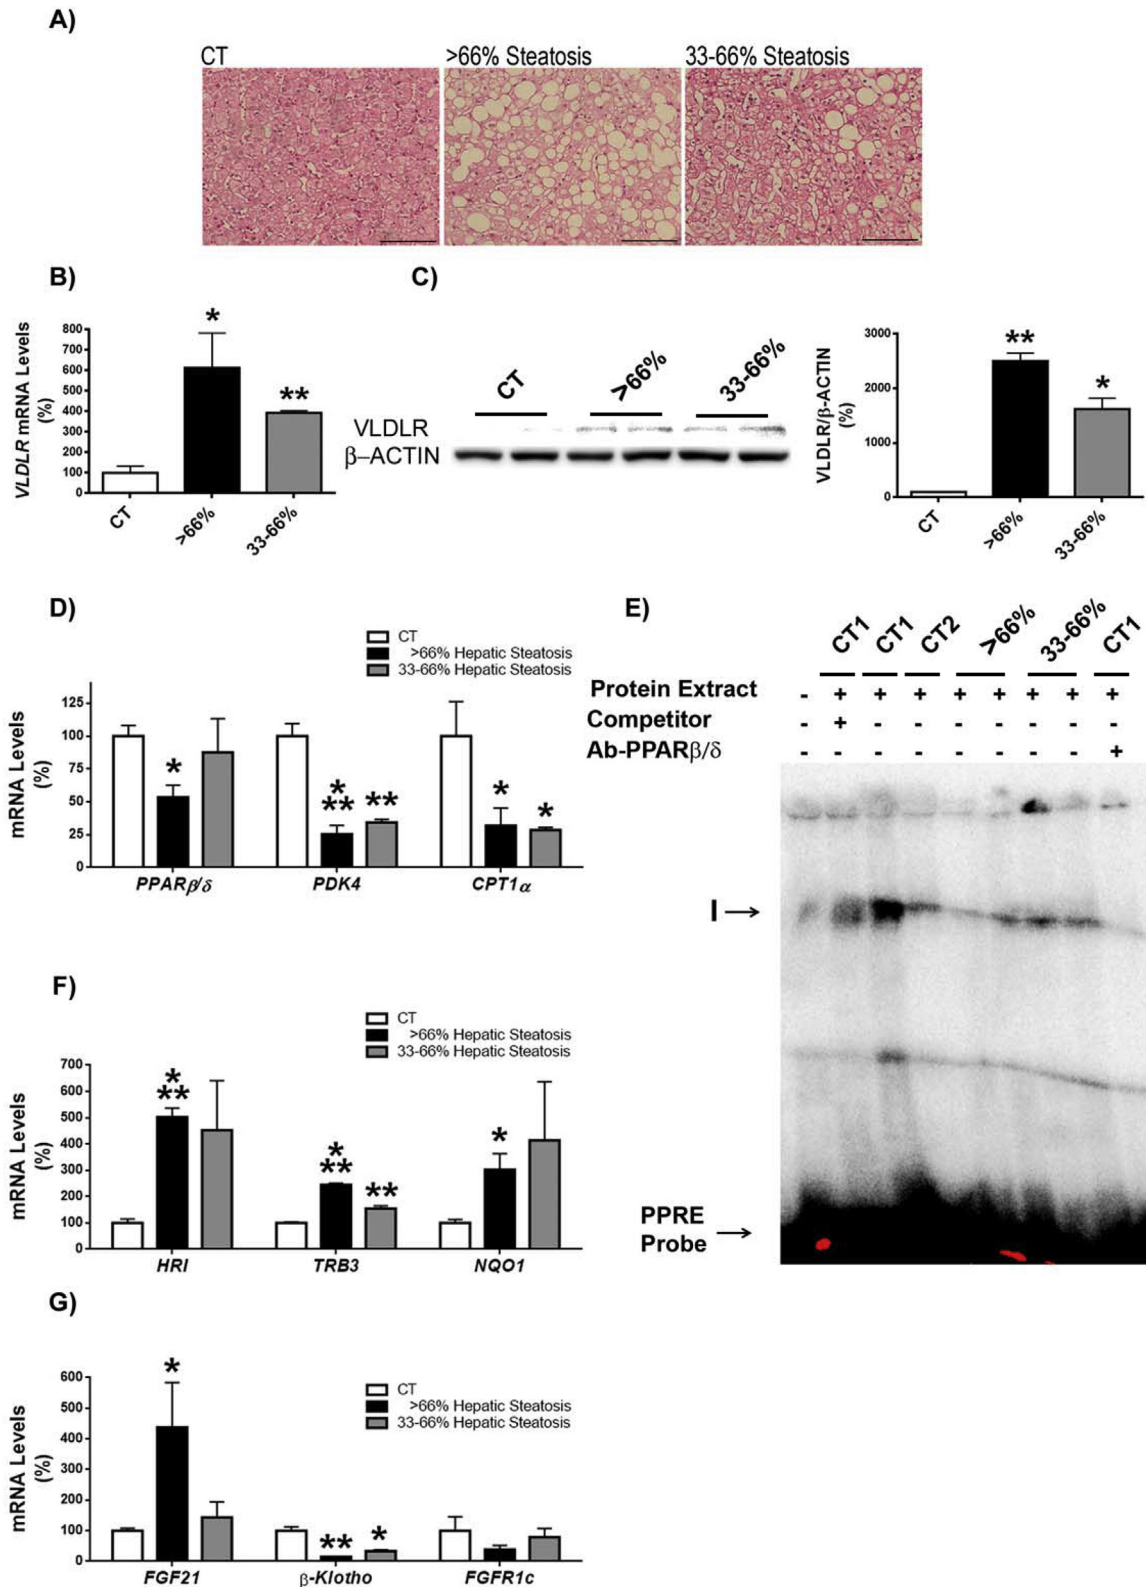 A)
CT
>66% Steatosis
33-66% Steatosis
B)
VLDLR mRNA Levels
(%)
800
700
600
500
400
300
200
100
0
*
**
CT
>66%
33-66%
C)
CT
>66%
33-66%
VLDLR
β–ACTIN
VLDLR/β-ACTIN
(%)
3000
2000
1000
0
**
*
CT
>66%
33-66%
D)
CT
>66% Hepatic Steatosis
33-66% Hepatic Steatosis
mRNA Levels
(%)
125
100
75
50
25
0
*
*
**
**
*
*
PPARβ/δ
PDK4
CPT1α
E)
CT1
CT1
CT2
>66%
33-66%
CT1
Protein Extract - + + + + + + + +
Competitor - + - - - - - - -
Ab-PPARβ/δ - - - - - - - - +
I
PPRE
Probe
F)
CT
>66% Hepatic Steatosis
33-66% Hepatic Steatosis
mRNA Levels
(%)
700
600
500
400
300
200
100
0
*
**
*
**
**
*
HRI
TRB3
NQO1
G)
CT
>66% Hepatic Steatosis
33-66% Hepatic Steatosis
mRNA Levels
(%)
600
500
400
300
200
100
0
*
**
*
FGF21
β-Klotho
FGFR1c